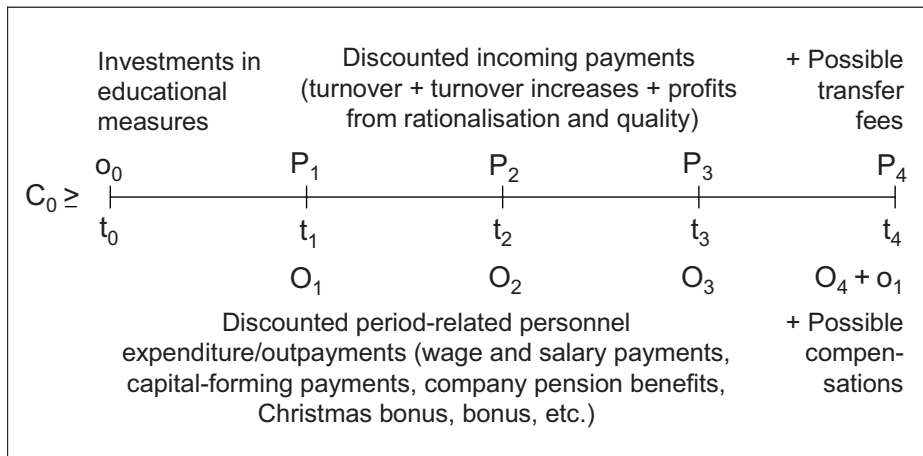 Investments in
educational
measures
Discounted incoming payments
(turnover + turnover increases + profits
from rationalisation and quality)
+ Possible
transfer
fees
o₀ P₁ P₂ P₃ P₄
C₀ ≥
t₀ t₁ t₂ t₃ t₄
O₁ O₂ O₃ O₄ + o₁
Discounted period-related personnel
expenditure/outpayments (wage and salary payments,
capital-forming payments, company pension benefits,
Christmas bonus, bonus, etc.)
+ Possible
compen-
sations